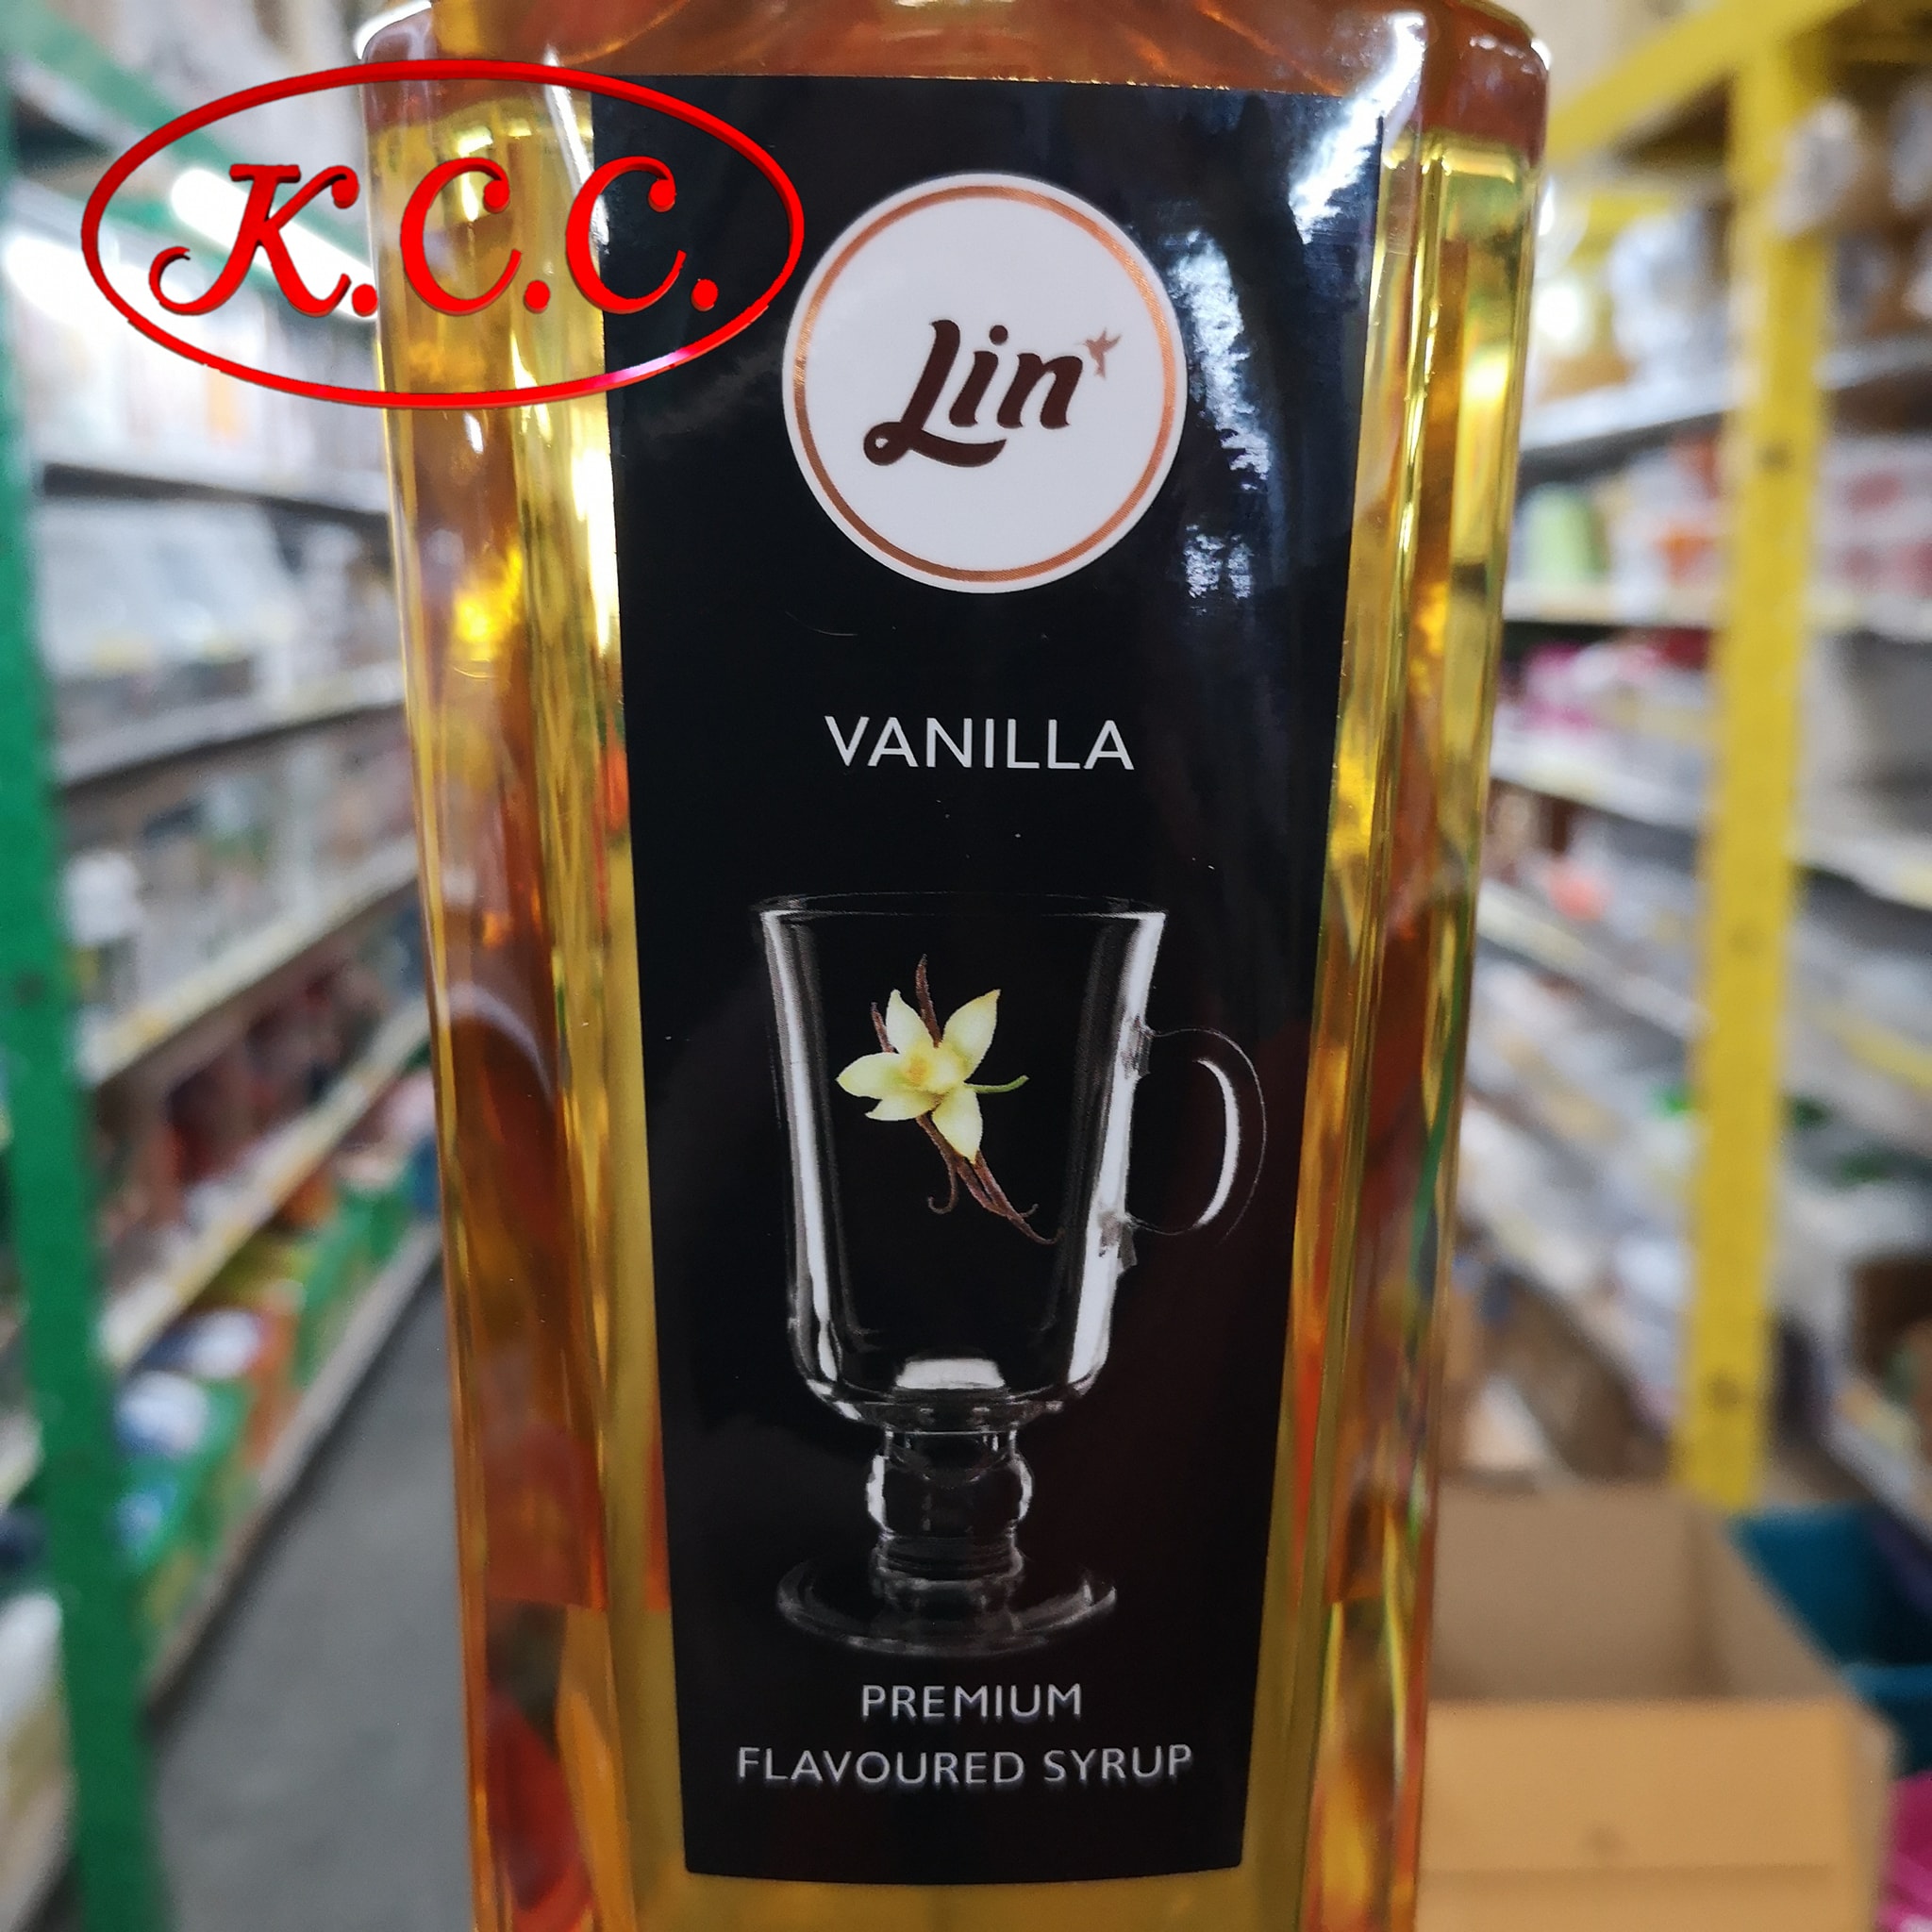 K.C.C.
Lin
VANILLA
PREMIUM
FLAVOURED SYRUP